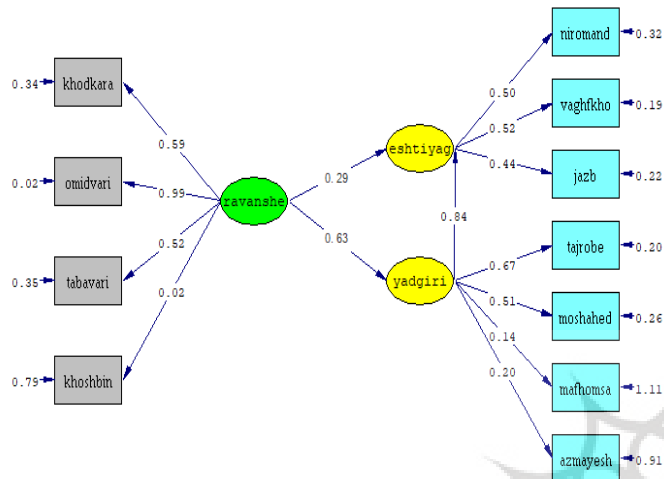 niromand
0.32
0.34
khodkara
0.50
vaghfkho
0.19
0.59
0.52
eshtiyag
0.44
jazb
0.22
0.02
omidvari
0.99
ravanshe
0.29
0.84
0.63
0.67
tajrobe
0.20
0.35
tabavari
0.52
0.02
yadgiri
0.51
moshahed
0.26
0.14
0.20
0.79
khoshbin
mafhomsa
1.11
azmayesh
0.91